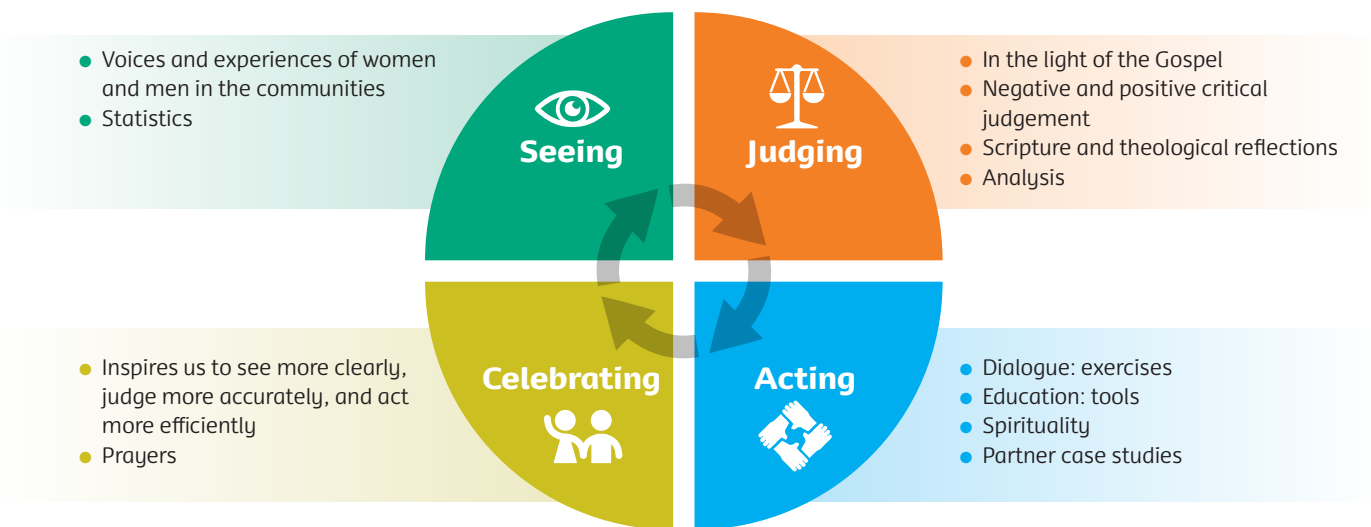 Seeing
● Voices and experiences of women
and men in the communities
● Statistics
Judging
● In the light of the Gospel
● Negative and positive critical
judgement
● Scripture and theological reflections
● Analysis
Acting
● Dialogue: exercises
● Education: tools
● Spirituality
● Partner case studies
Celebrating
● Inspires us to see more clearly,
judge more accurately, and act
more efficiently
● Prayers